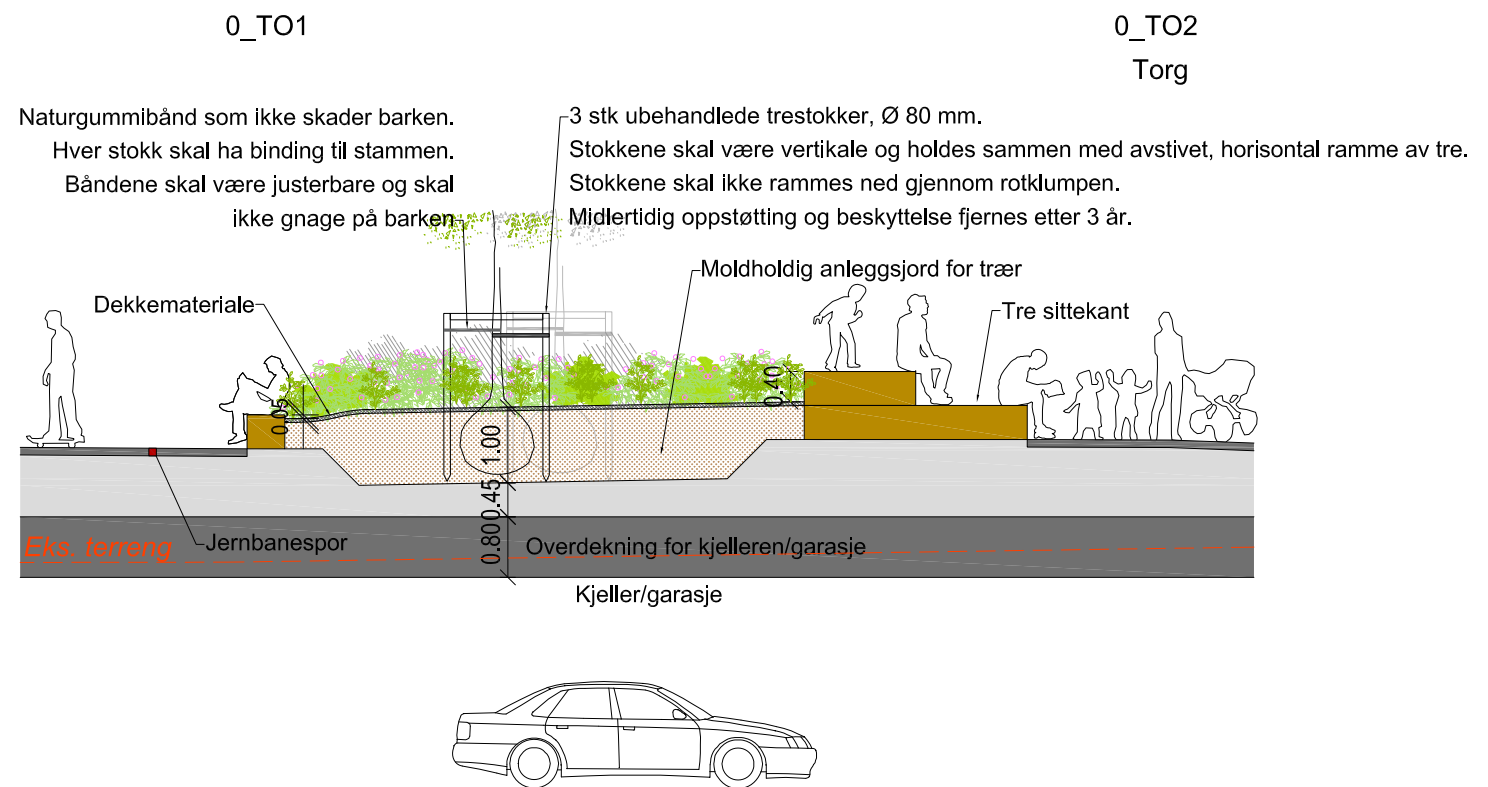 0_TO1
0_TO2
Torg
Naturgummibånd som ikke skader barken.
Hver stokk skal ha binding til stammen.
Båndene skal være justerbare og skal
ikke gnage på barken
3 stk ubehandlede trestokker, Ø 80 mm.
Stokkene skal være vertikale og holdes sammen med avstivet, horisontal ramme av tre.
Stokkene skal ikke rammes ned gjennom rotklumpen.
Midlertidig oppstøtting og beskyttelse fjernes etter 3 år.
Moldholdig anleggsjord for trær
Dekkemateriale
Tre sittekant
0.40
0.05
1.00
0.45
0.80
Eks. terreng
Jernbanespor
Overdekning for kjelleren/garasje
Kjeller/garasje